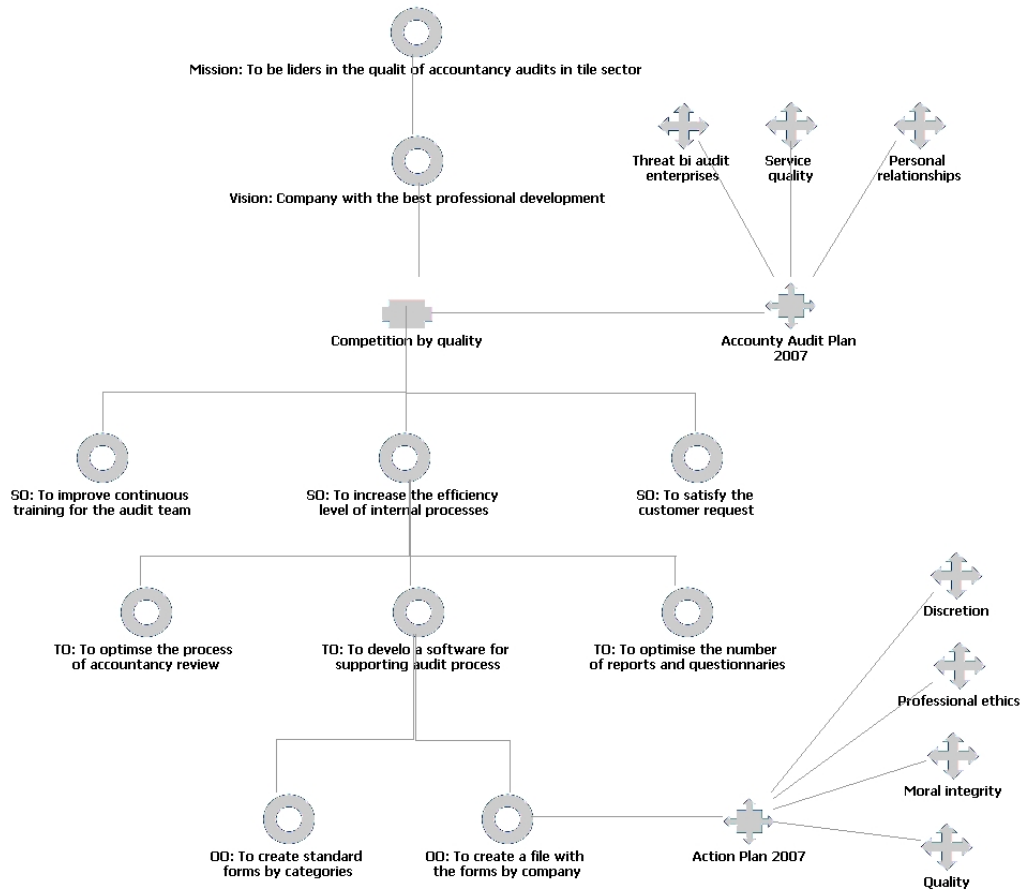 Mission: To be liders in the qualit of accountancy audits in tile sector
Threat bi audit
enterprises
Service
quality
Personal
relationships
Vision: Company with the best professional development
Competition by quality
Accounty Audit Plan
2007
SO: To improve continuous
training for the audit team
SO: To increase the efficiency
level of internal processes
SO: To satisfy the
customer request
TO: To optimse the process
of accountancy review
TO: To develo a software for
supporting audit process
TO: To optimise the number
of reports and questionnaries
Discretion
Professional ethics
Moral integrity
Quality
OO: To create standard
forms by categories
OO: To create a file with
the forms by company
Action Plan 2007